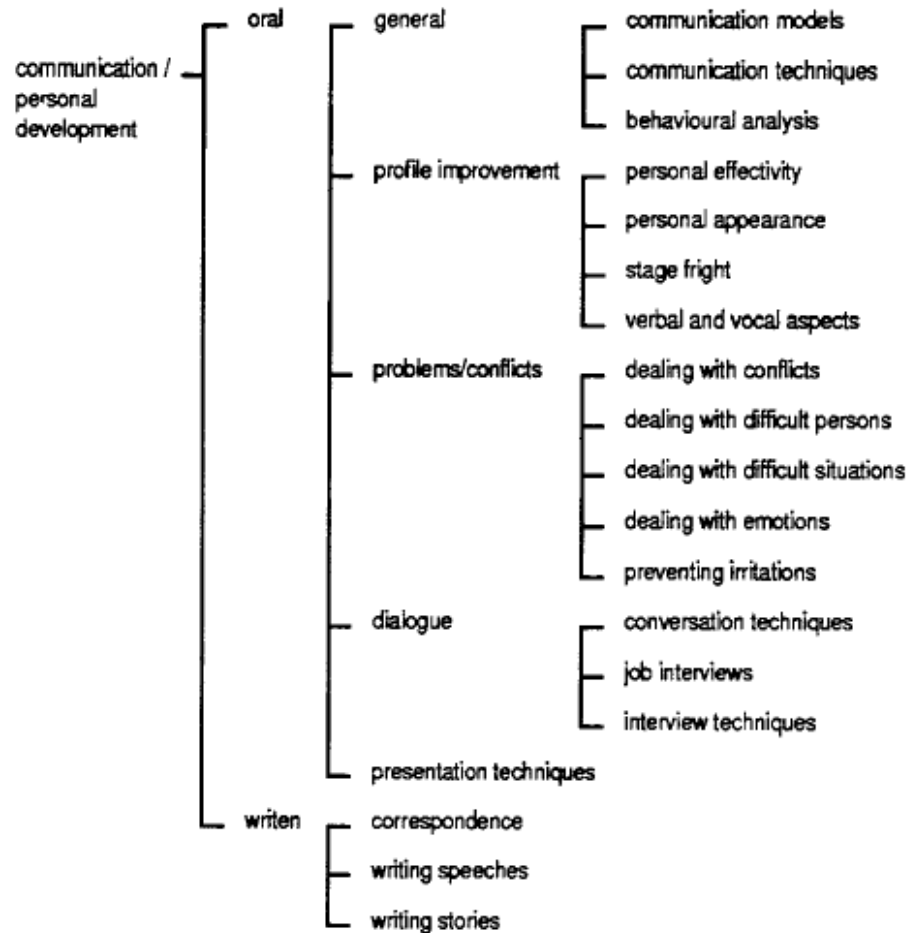 oral general communication models
communication /
personal
development
communication techniques
behavioural analysis
profile improvement personal effectivity
personal appearance
stage fright
verbal and vocal aspects
problems/conflicts dealing with conflicts
dealing with difficult persons
dealing with difficult situations
dealing with emotions
preventing irritations
dialogue conversation techniques
job interviews
interview techniques
presentation techniques
writen correspondence
writing speeches
writing stories